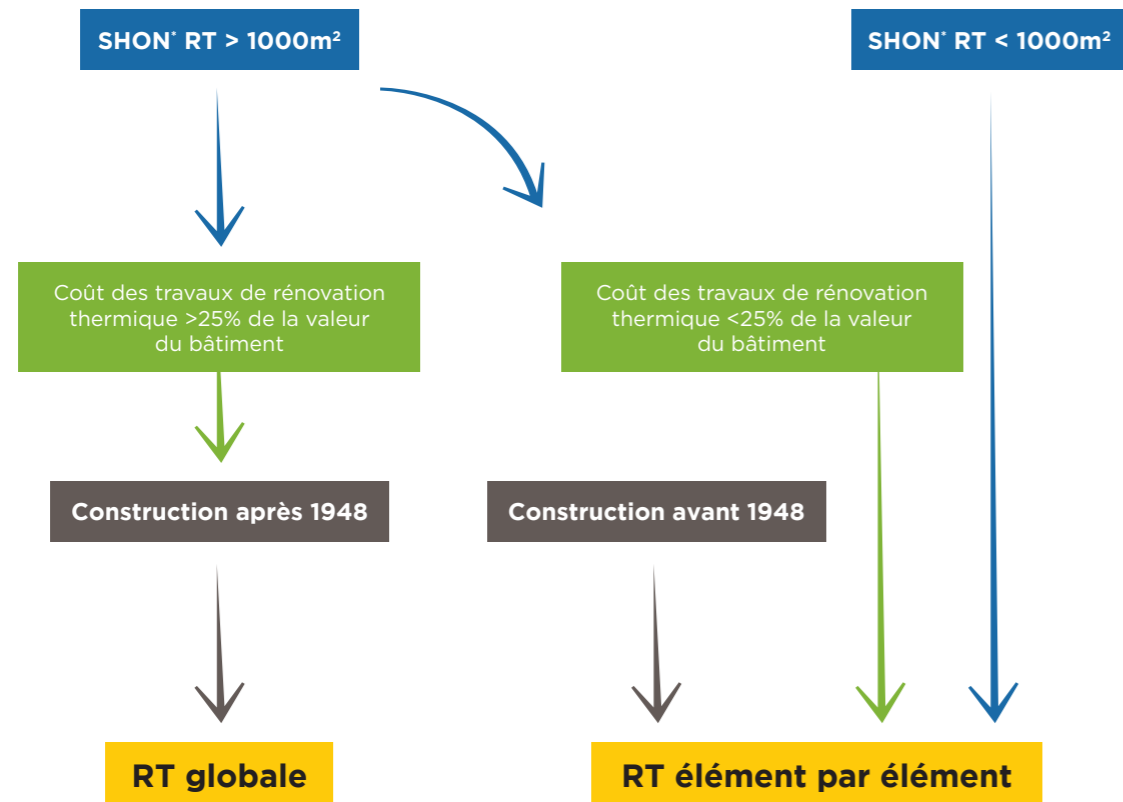 SHON* RT > 1000m²
SHON* RT < 1000m²
Coût des travaux de rénovation
thermique >25% de la valeur
du bâtiment
Coût des travaux de rénovation
thermique <25% de la valeur
du bâtiment
Construction après 1948
Construction avant 1948
RT globale
RT élément par élément